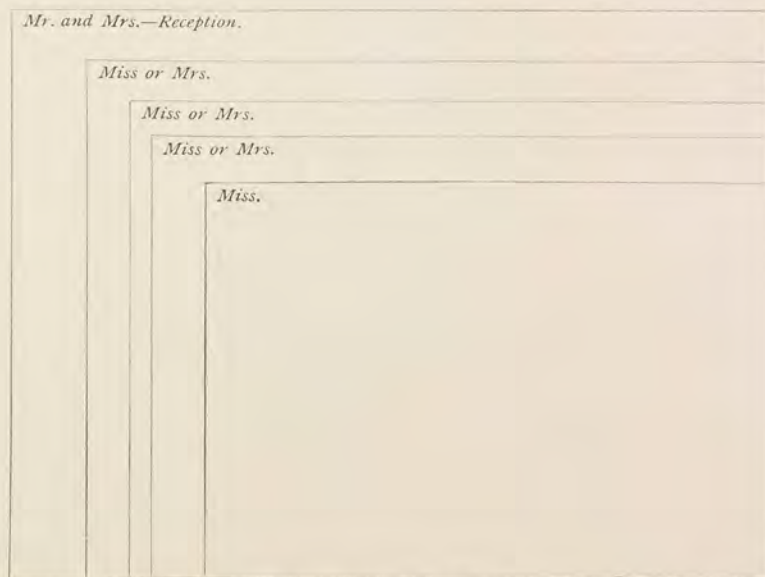 Mr. and Mrs.—Reception.
Miss or Mrs.
Miss or Mrs.
Miss or Mrs.
Miss.